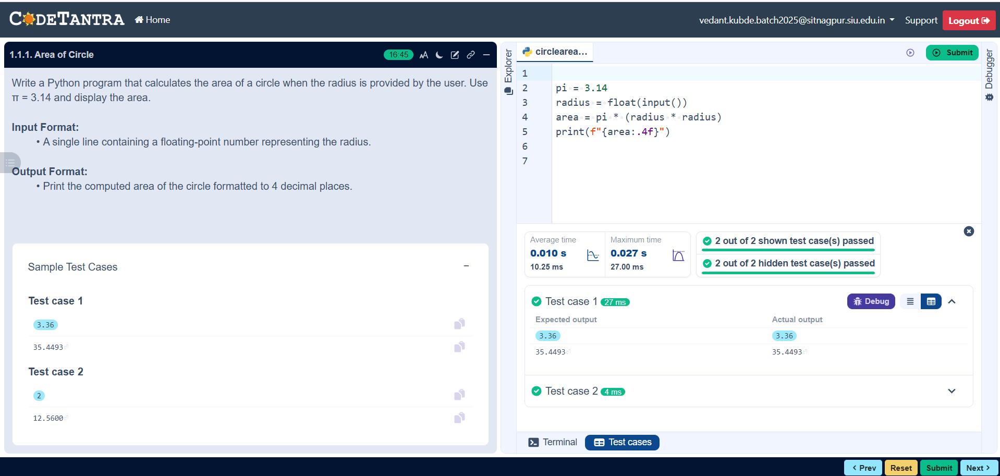 CODETANTRA Home
vedant.kubde.batch2025@sitnagpur.siu.edu.in Support Logout
1.1.1. Area of Circle
16:45
Write a Python program that calculates the area of a circle when the radius is provided by the user. Use
π = 3.14 and display the area.
Input Format:
• A single line containing a floating-point number representing the radius.
Output Format:
• Print the computed area of the circle formatted to 4 decimal places.
Sample Test Cases
Test case 1
3.36
35.4493
Test case 2
2
12.5600
Explorer
circlearea...
Submit
Debugger
1
2 pi = 3.14
3 radius = float(input())
4 area = pi * (radius * radius)
5 print(f"{area:.4f}")
6
7
Average time
0.010 s
10.25 ms
Maximum time
0.027 s
27.00 ms
2 out of 2 shown test case(s) passed
2 out of 2 hidden test case(s) passed
Test case 1 27 ms
Debug
Expected output Actual output
3.36 3.36
35.4493 35.4493
Test case 2 4 ms
Terminal Test cases
< Prev Reset Submit Next >